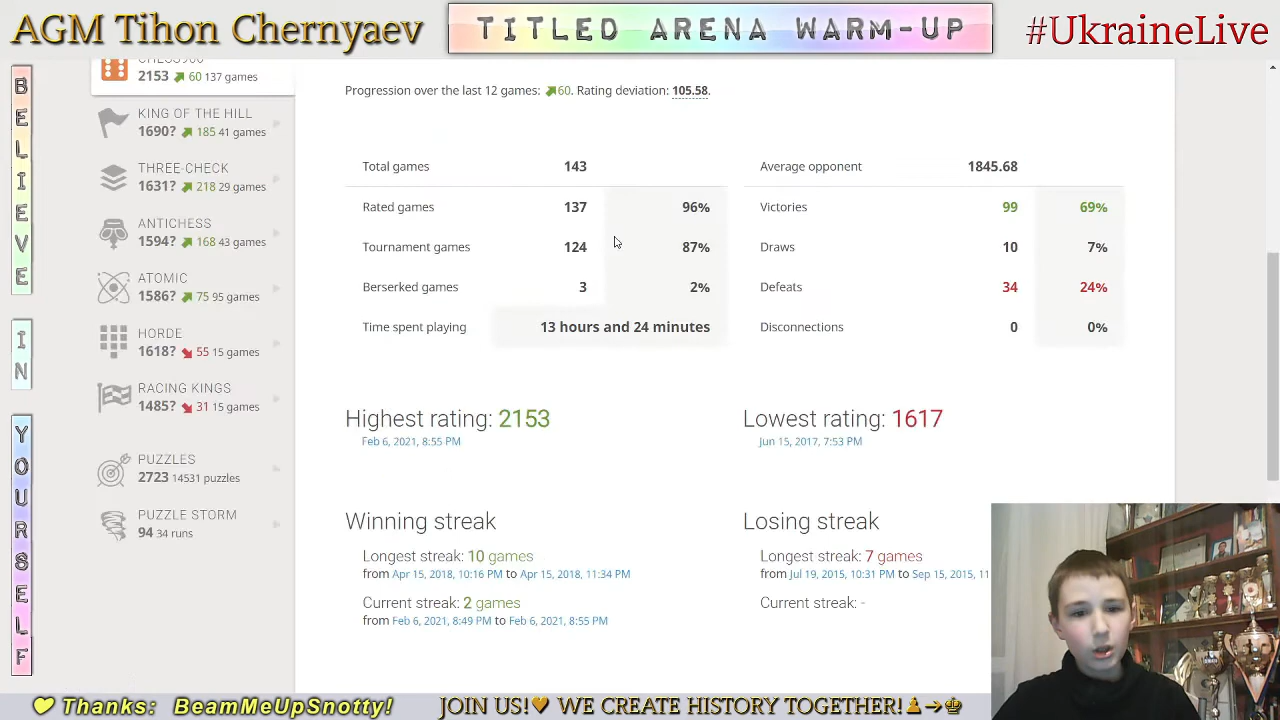 AGM Tihon Chernyaev
TITLED ARENA WARM-UP
#UkraineLive
BELIEVE
IN
YOURSELF
CHESS960
2153 60 137 games
KING OF THE HILL
1690? 185 41 games
THREE-CHECK
1631? 218 29 games
ANTICHESS
1594? 168 43 games
ATOMIC
1586? 75 95 games
HORDE
1618? 55 15 games
RACING KINGS
1485? 31 15 games
PUZZLES
2723 14531 puzzles
PUZZLE STORM
94 34 runs
Progression over the last 12 games: 60. Rating deviation: 105.58.
Total games 143
Rated games 137 96%
Tournament games 124 87%
Berserked games 3 2%
Time spent playing 13 hours and 24 minutes
Average opponent 1845.68
Victories 99 69%
Draws 10 7%
Defeats 34 24%
Disconnections 0 0%
Highest rating: 2153
Feb 6, 2021, 8:55 PM
Lowest rating: 1617
Jun 15, 2017, 7:53 PM
Winning streak
Longest streak: 10 games
from Apr 15, 2018, 10:16 PM to Apr 15, 2018, 11:34 PM
Current streak: 2 games
from Feb 6, 2021, 8:49 PM to Feb 6, 2021, 8:55 PM
Losing streak
Longest streak: 7 games
from Jul 19, 2015, 10:31 PM to Sep 15, 2015, 11
Current streak: -
Thanks: BeamMeUpSnotty!
JOIN US! WE CREATE HISTORY TOGETHER!